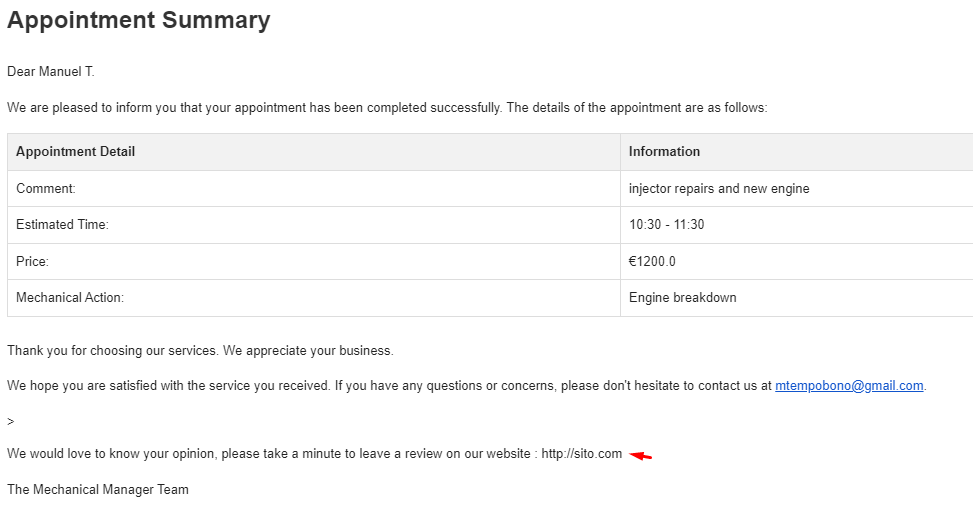 Appointment Summary
Dear Manuel T.
We are pleased to inform you that your appointment has been completed successfully. The details of the appointment are as follows:
Appointment Detail Information
Comment: injector repairs and new engine
Estimated Time: 10:30 - 11:30
Price: €1200.0
Mechanical Action: Engine breakdown
Thank you for choosing our services. We appreciate your business.
We hope you are satisfied with the service you received. If you have any questions or concerns, please don't hesitate to contact us at mtempobono@gmail.com.
>
We would love to know your opinion, please take a minute to leave a review on our website : http://sito.com
The Mechanical Manager Team